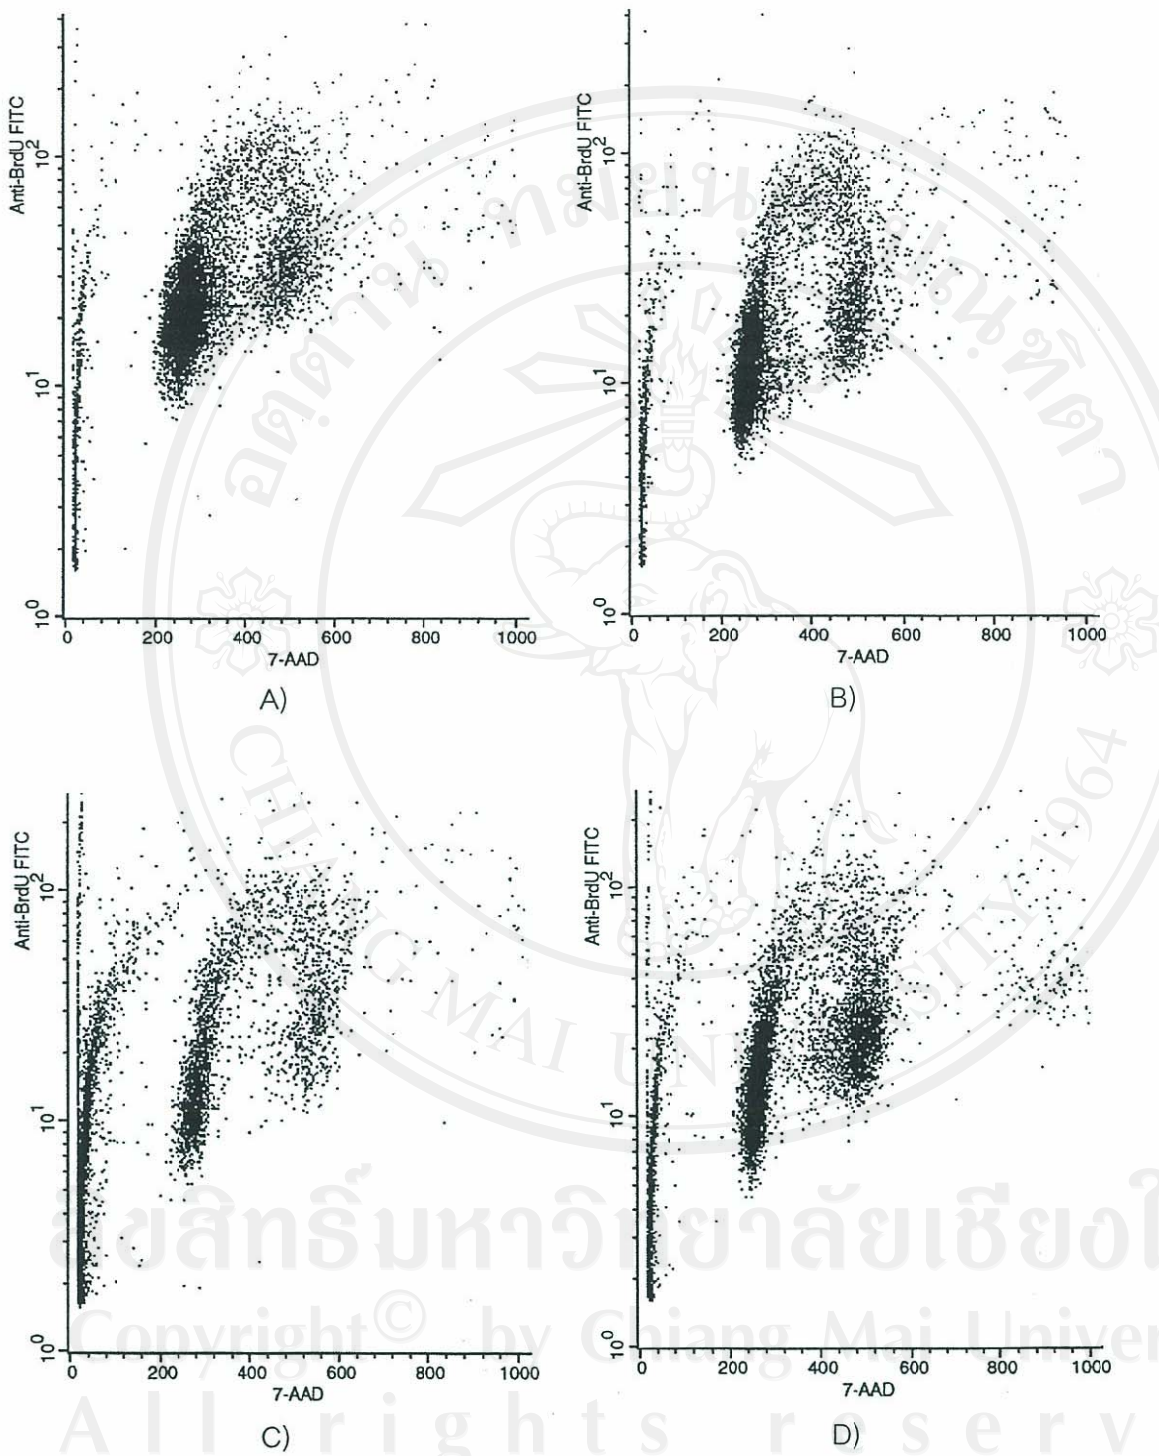 Anti-BrdU FITC
10^2
10^1
10^0
0 200 400 600 800 1000
7-AAD
A)
Anti-BrdU FITC
10^2
10^1
10^0
0 200 400 600 800 1000
7-AAD
B)
Anti-BrdU FITC
10^2
10^1
10^0
0 200 400 600 800 1000
7-AAD
C)
Anti-BrdU FITC
10^2
10^1
10^0
0 200 400 600 800 1000
7-AAD
D)
CHIANG MAI UNIVERSITY 1964
ลิขสิทธิ์มหาวิทยาลัยเชียงใ
Copyright© by Chiang Mai Univer
All rights reserv